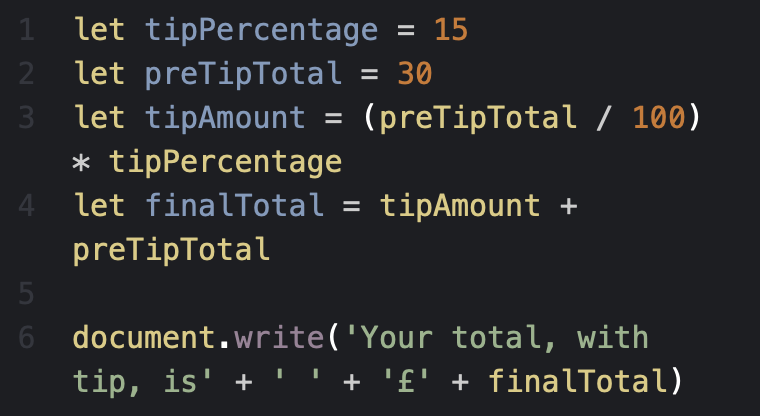 1 let tipPercentage = 15
2 let preTipTotal = 30
3 let tipAmount = (preTipTotal / 100)
* tipPercentage
4 let finalTotal = tipAmount +
preTipTotal
5
6 document.write('Your total, with
tip, is' + ' ' + '£' + finalTotal)